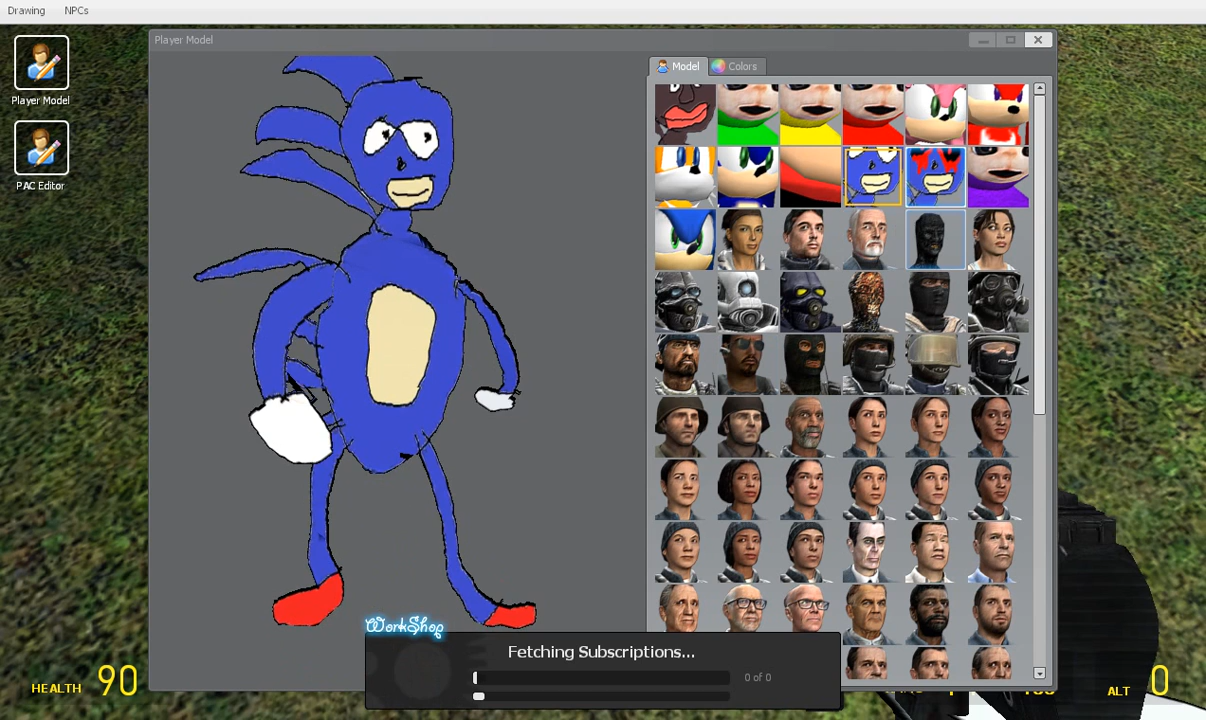 Drawing NPCs
Player Model
Model Colors
Player Model
PAC Editor
WorkShop
Fetching Subscriptions...
0 of 0
HEALTH 90
ALT 0